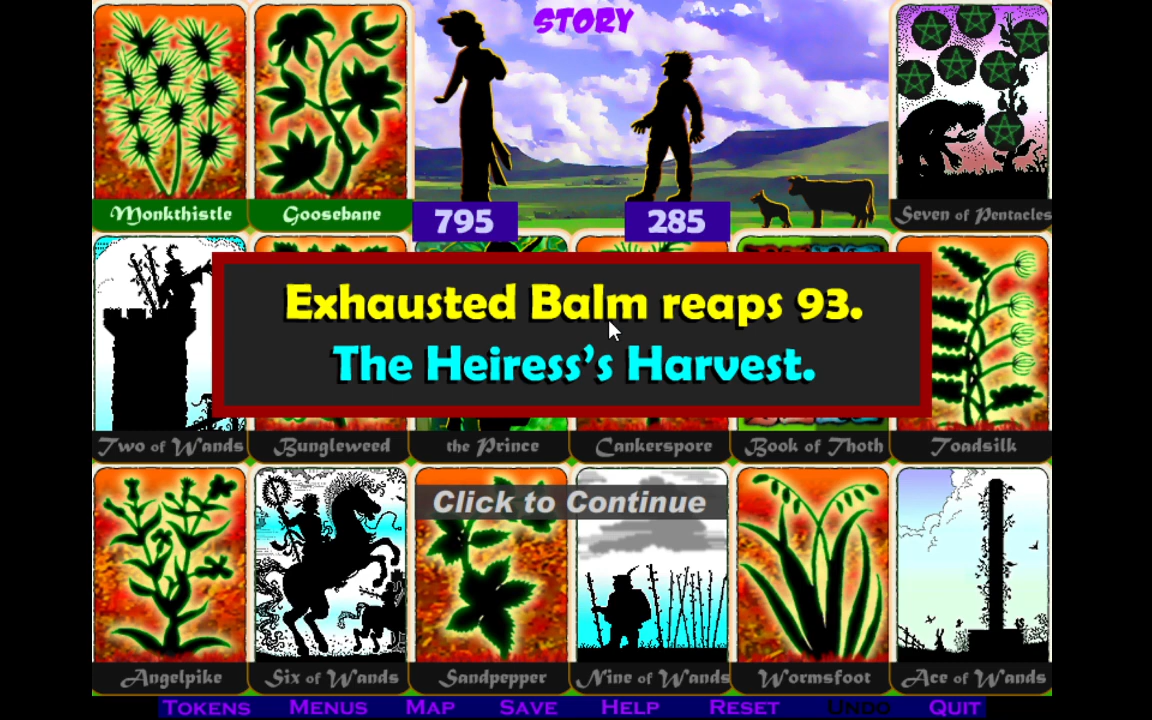 STORY
Monkthistle
Goosebane
795
285
Seven of Pentacles
Exhausted Balm reaps 93.
The Heiress's Harvest.
Two of Wands
Bungleweed
the Prince
Cankerspore
Book of Thoth
Toadsilk
Click to Continue
Angelpike
Six of Wands
Sandpepper
Nine of Wands
Wormsfoot
Ace of Wands
TOKENS MENUS MAP SAVE HELP RESET UNDO QUIT